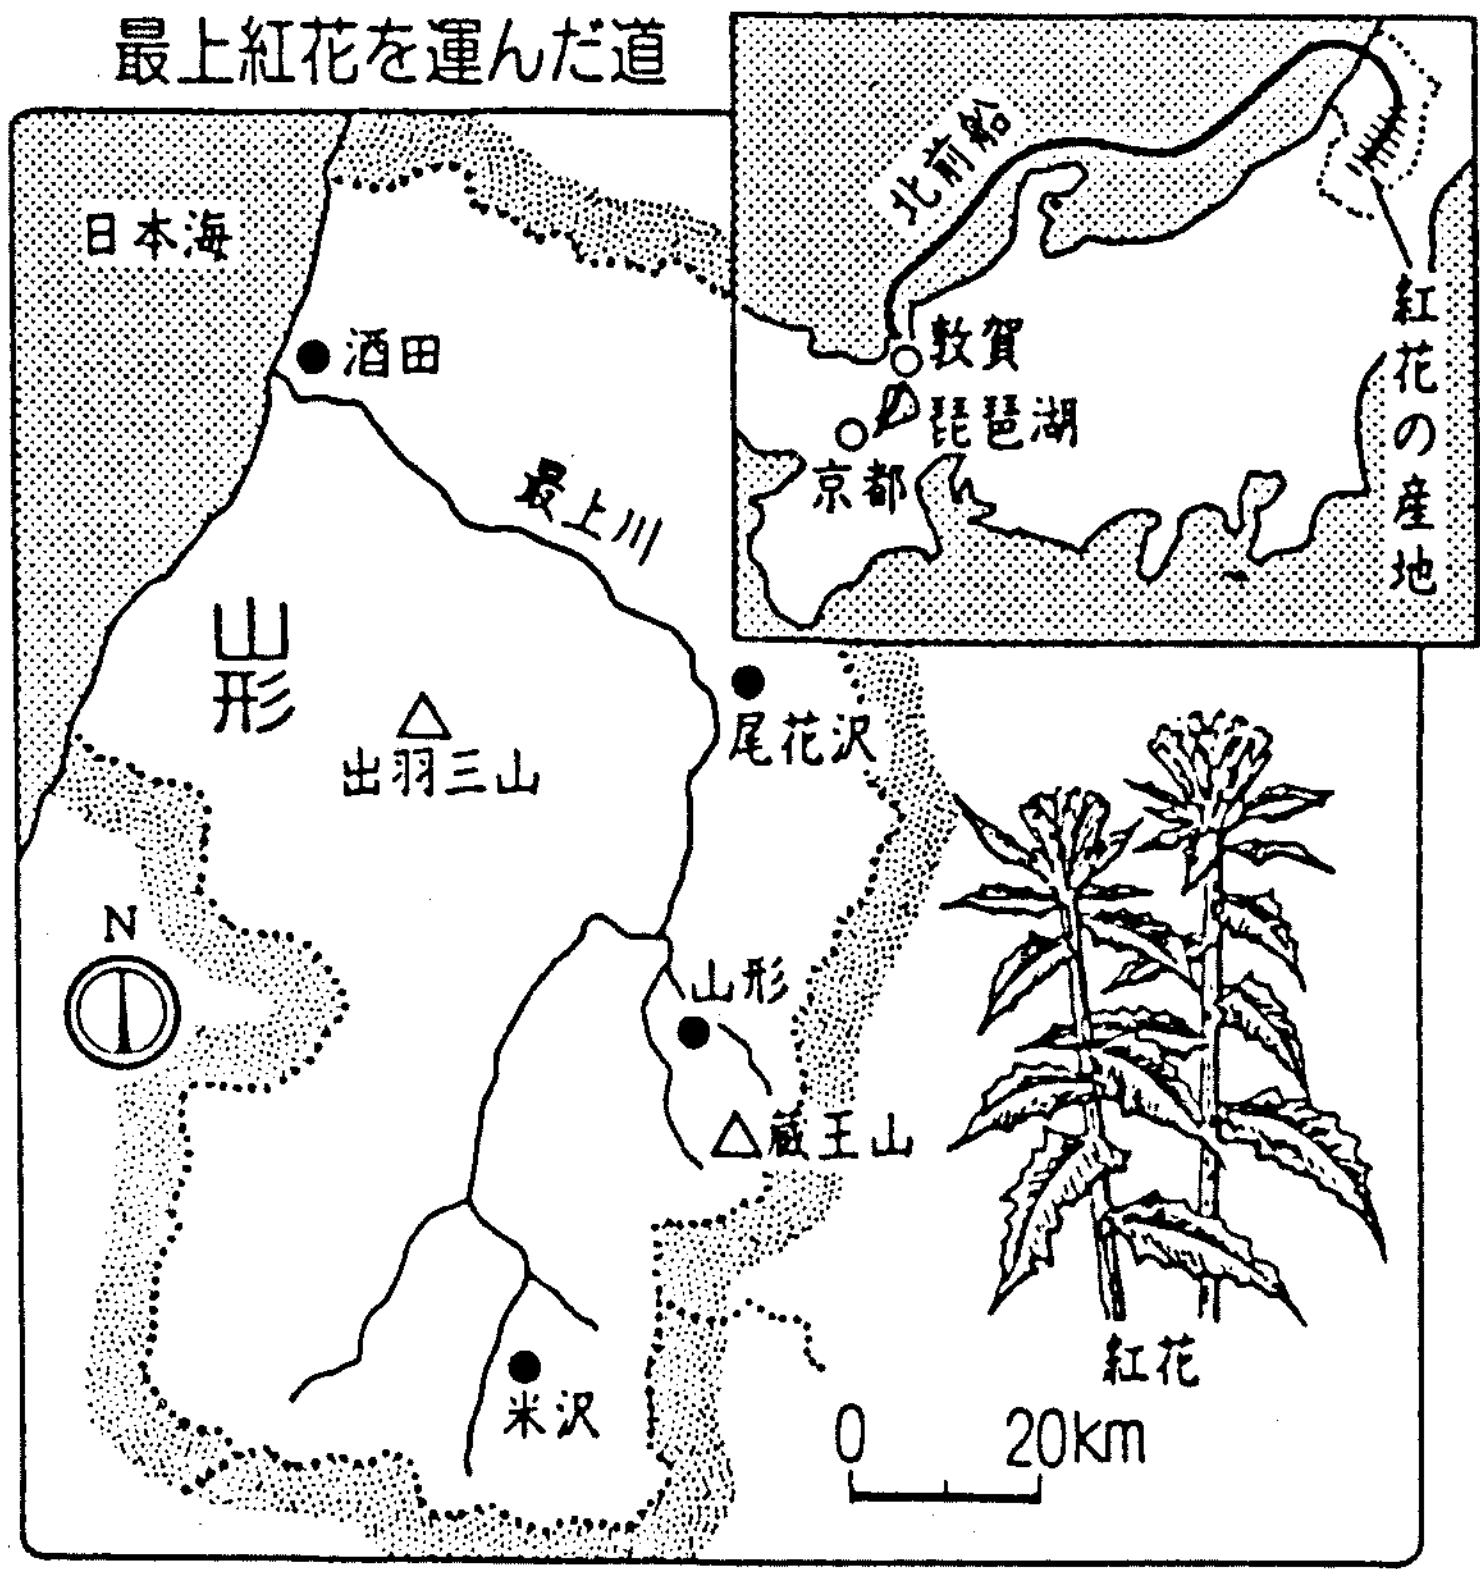 最上紅花を運んだ道
北前船
日本海
紅花の産地
敦賀
酒田
琵琶湖
京都
最上川
山形
尾花沢
出羽三山
N
山形
蔵王山
紅花
米沢
0 20km